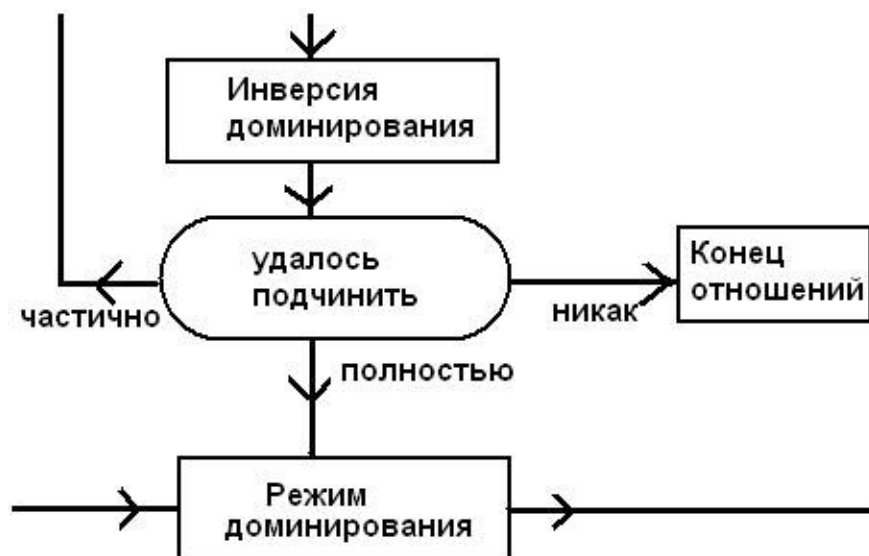 Инверсия
доминирования
удалось
подчинить
Конец
отношений
частично
никак
полностью
Режим
доминирования